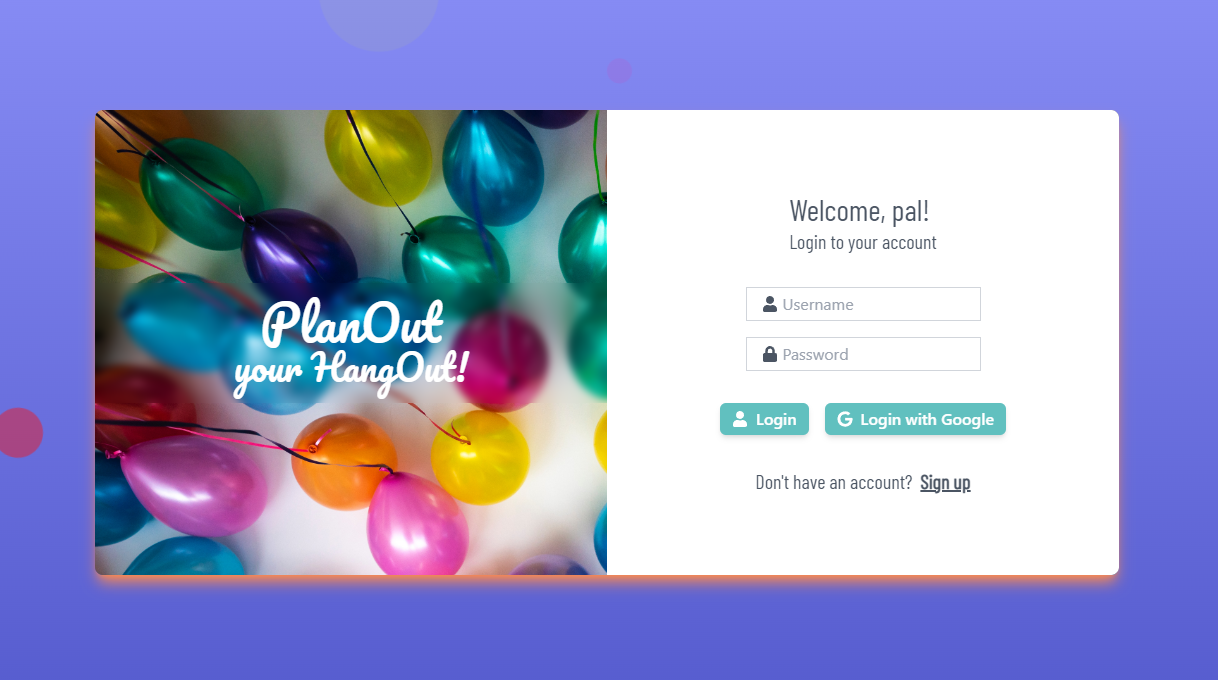 PlanOut
your HangOut!
Welcome, pal!
Login to your account
Username
Password
Login
Login with Google
Don't have an account? Sign up